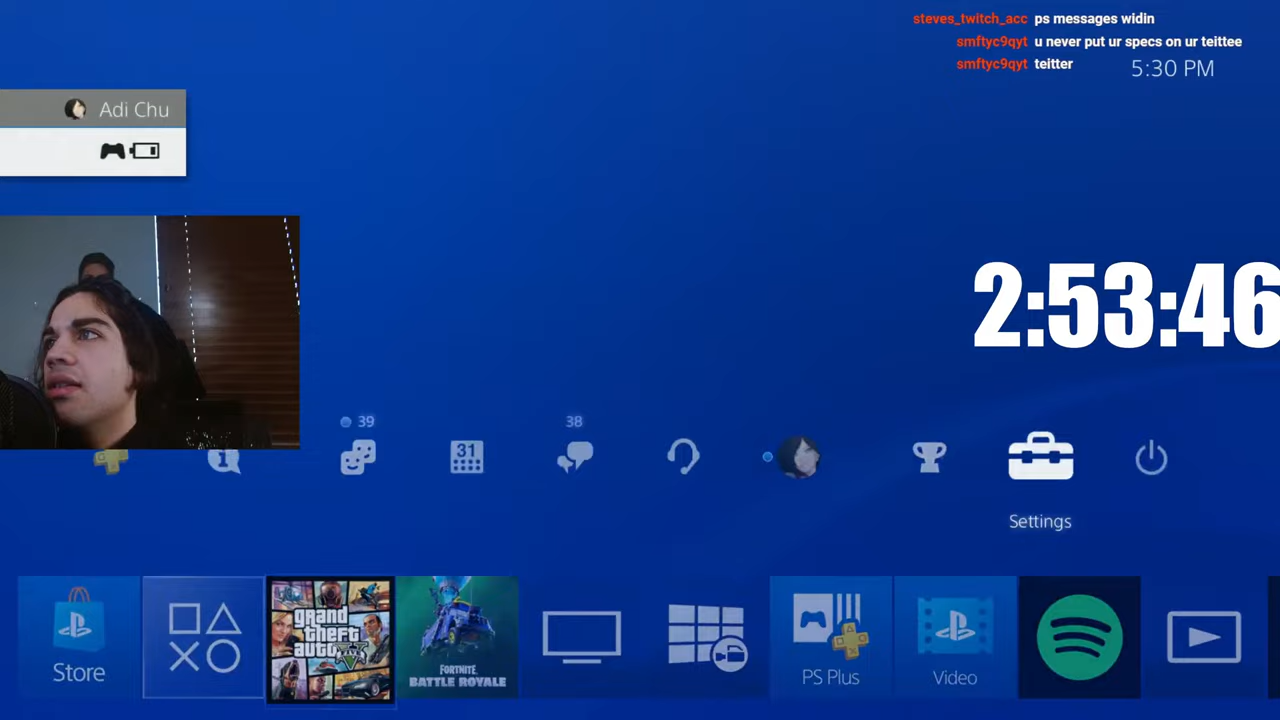 steves_twitch_acc ps messages widin
smftyc9qyt u never put ur specs on ur teittee
smftyc9qyt teitter
5:30 PM
Adi Chu
2:53:46
39
31
38
Settings
Store
grand
theft
auto
V
FORTNITE
BATTLE ROYALE
PS Plus
Video